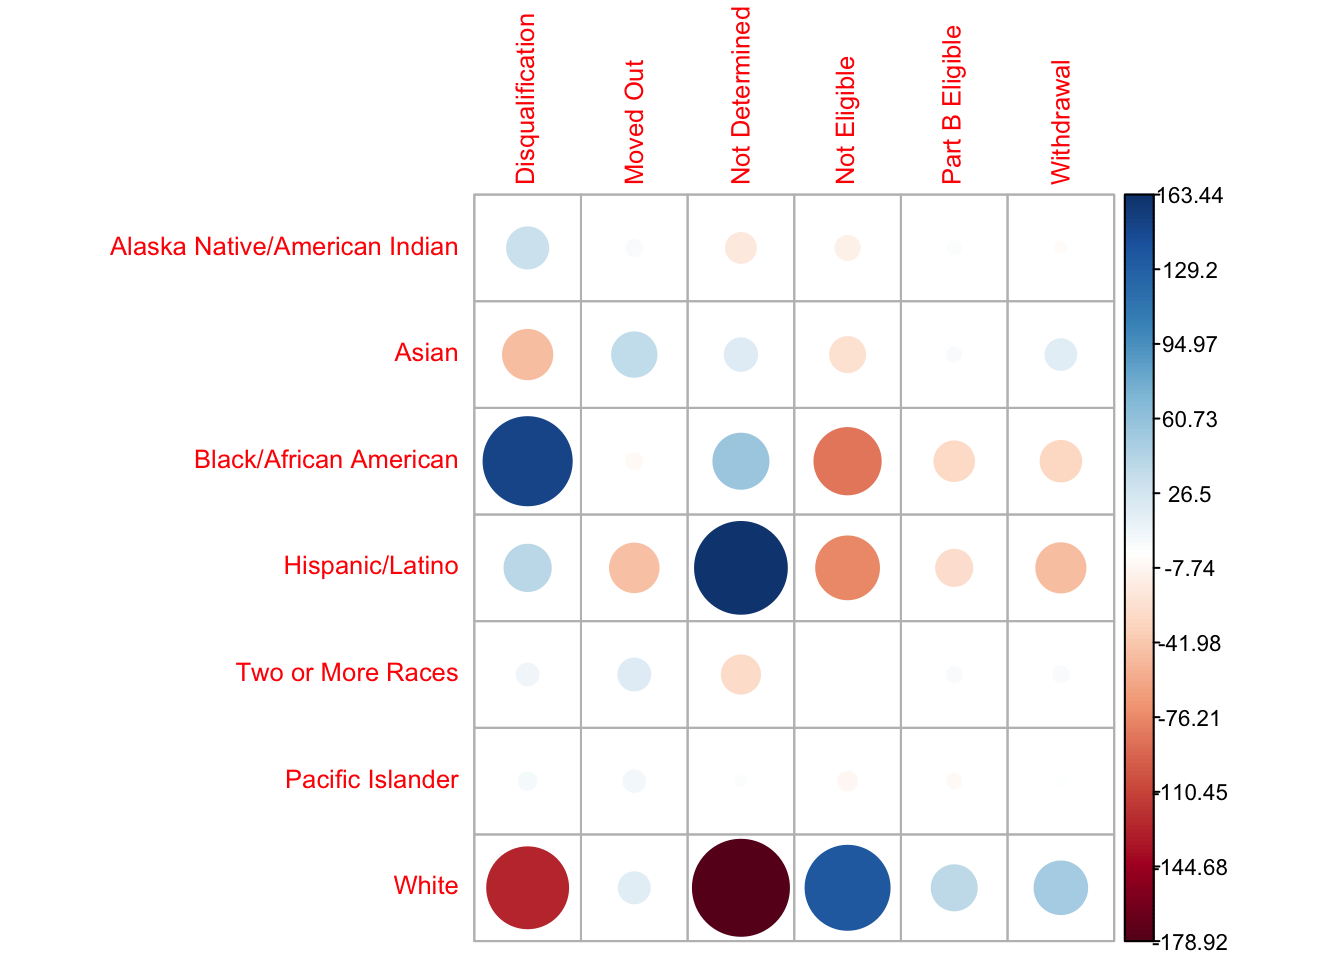 Disqualification
Moved Out
Not Determined
Not Eligible
Part B Eligible
Withdrawal
Alaska Native/American Indian
Asian
Black/African American
Hispanic/Latino
Two or More Races
Pacific Islander
White
163.44
129.2
94.97
60.73
26.5
-7.74
-41.98
-76.21
-110.45
-144.68
-178.92